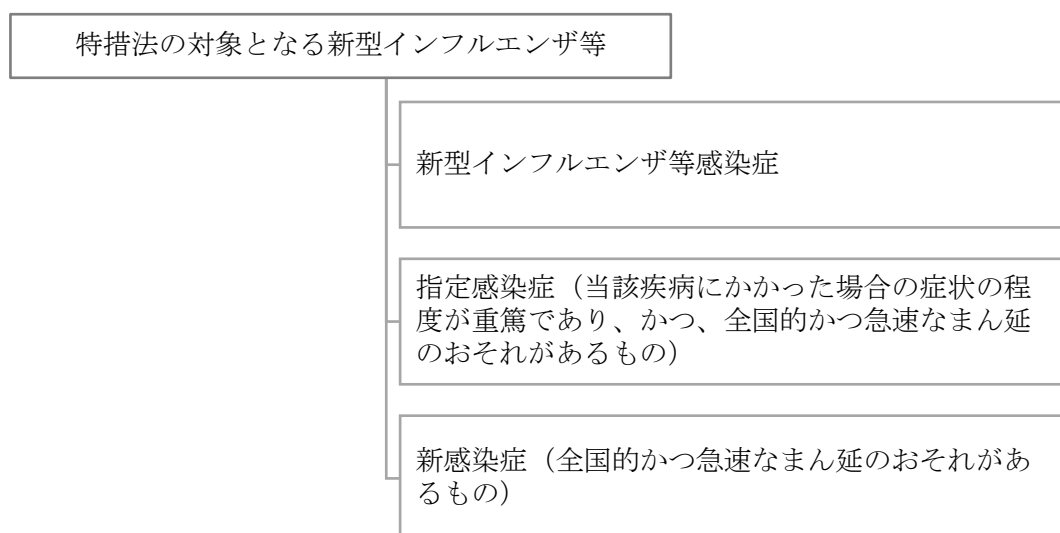 特措法の対象となる新型インフルエンザ等
新型インフルエンザ等感染症
指定感染症（当該疾病にかかった場合の症状の程
度が重篤であり、かつ、全国的かつ急速なまん延
のおそれがあるもの）
新感染症（全国的かつ急速なまん延のおそれがあ
るもの）